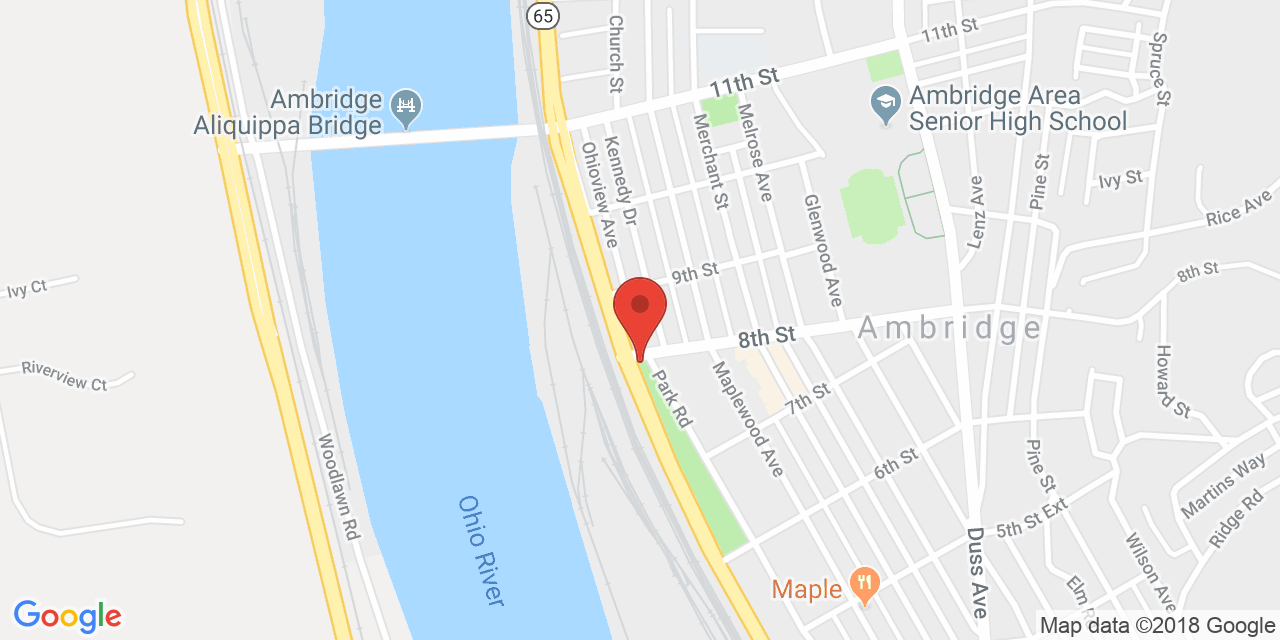 65
Church St
11th St
Spruce St
11th St
Ambridge
Aliquippa Bridge
Ambridge Area
Senior High School
Merchant St
Melrose Ave
Kennedy Dr
Ohioview Ave
Pine St
Ivy St
Lenz Ave
Rice Ave
Glenwood Ave
9th St
8th St
Ivy Ct
8th St
Ambridge
Riverview Ct
Park Rd
Maplewood Ave
7th St
Howard St
Woodlawn Rd
6th St
Pine St
Martins Way
Ohio River
5th St Ext
Ridge Rd
Duss Ave
Wilson Ave
Maple
Elm R
Google
Map data ©2018 Google